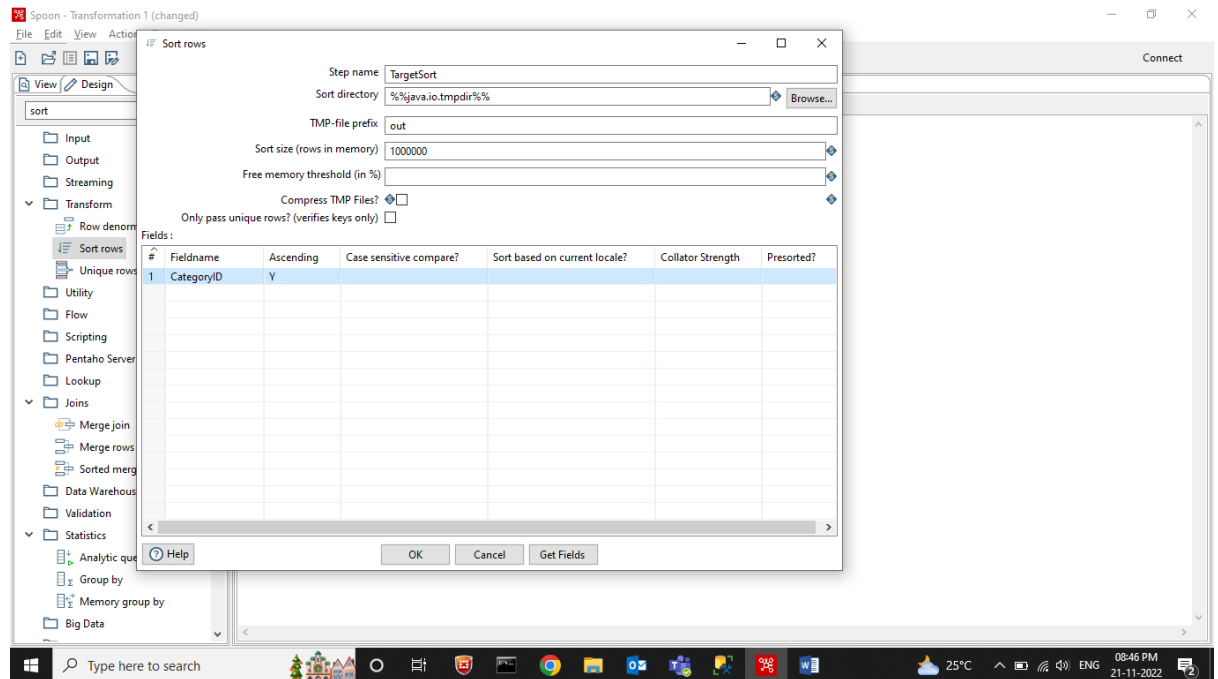 Spoon - Transformation 1 (changed)
File Edit View Action
Connect
View Design
sort
Input
Output
Streaming
Transform
Row denorm
Sort rows
Unique rows
Utility
Flow
Scripting
Pentaho Server
Lookup
Joins
Merge join
Merge rows
Sorted merg
Data Warehous
Validation
Statistics
Analytic que
Group by
Memory group by
Big Data
Sort rows
Step name TargetSort
Sort directory %%java.io.tmpdir%% Browse...
TMP-file prefix out
Sort size (rows in memory) 1000000
Free memory threshold (in %)
Compress TMP Files?
Only pass unique rows? (verifies keys only)
Fields :
# Fieldname Ascending Case sensitive compare? Sort based on current locale? Collator Strength Presorted?
1 CategoryID Y
Help OK Cancel Get Fields
Type here to search 25°C ENG 08:46 PM
21-11-2022 2